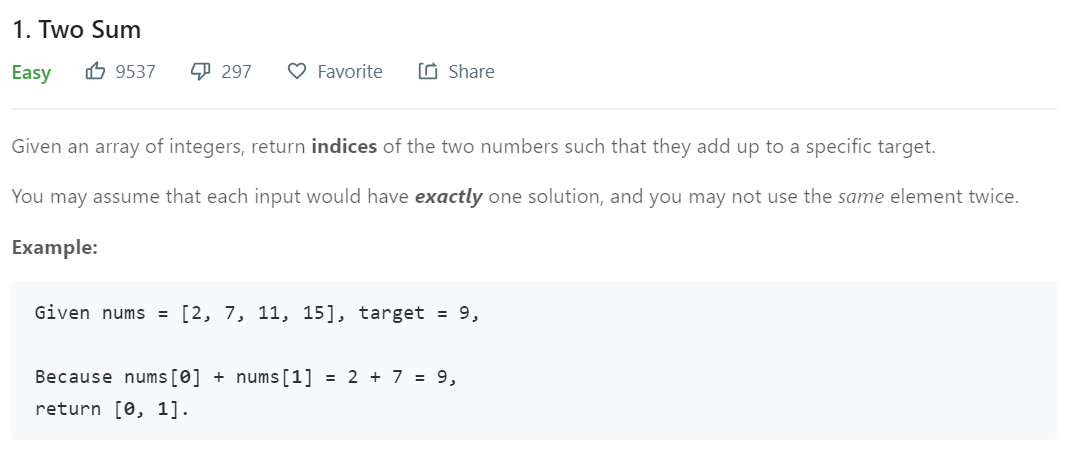 1. Two Sum
Easy 9537 297 Favorite Share
Given an array of integers, return indices of the two numbers such that they add up to a specific target.
You may assume that each input would have exactly one solution, and you may not use the same element twice.
Example:
Given nums = [2, 7, 11, 15], target = 9,
Because nums[0] + nums[1] = 2 + 7 = 9,
return [0, 1].